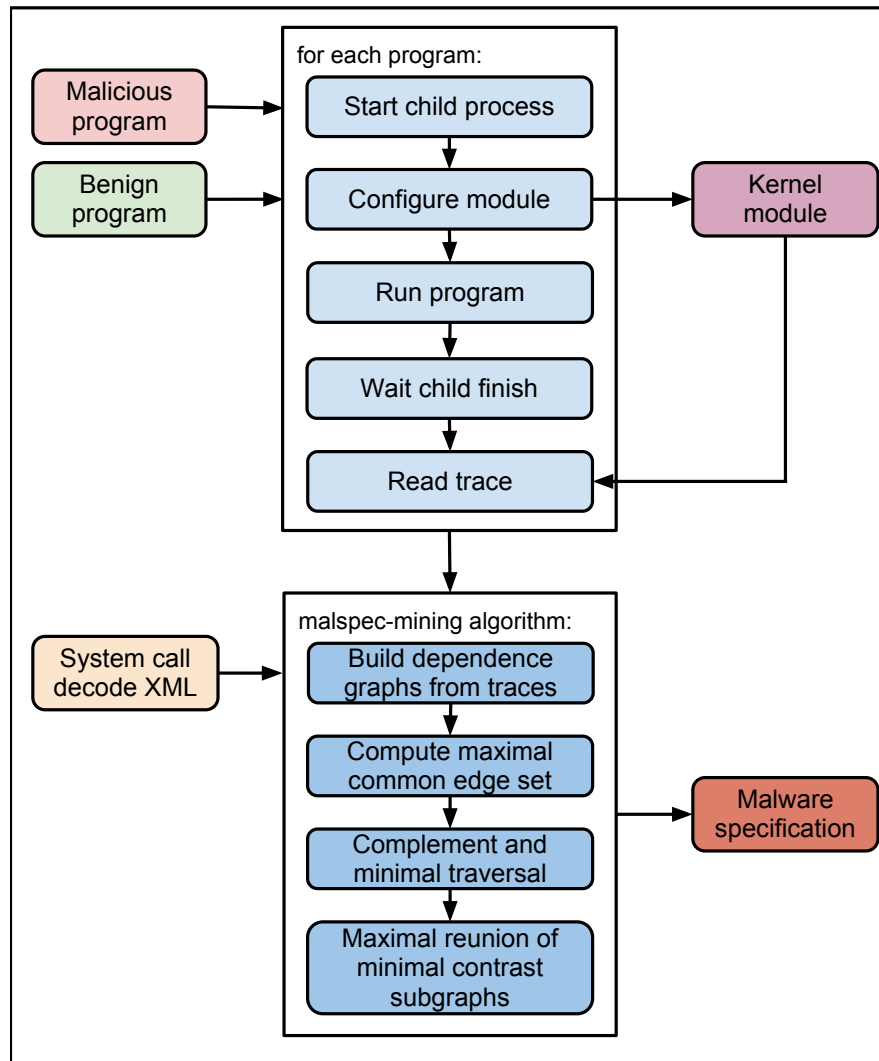 for each program:
Malicious
program
Start child process
Benign
program
Configure module
Kernel
module
Run program
Wait child finish
Read trace
malspec-mining algorithm:
System call
decode XML
Build dependence
graphs from traces
Compute maximal
common edge set
Malware
specification
Complement and
minimal traversal
Maximal reunion of
minimal contrast
subgraphs